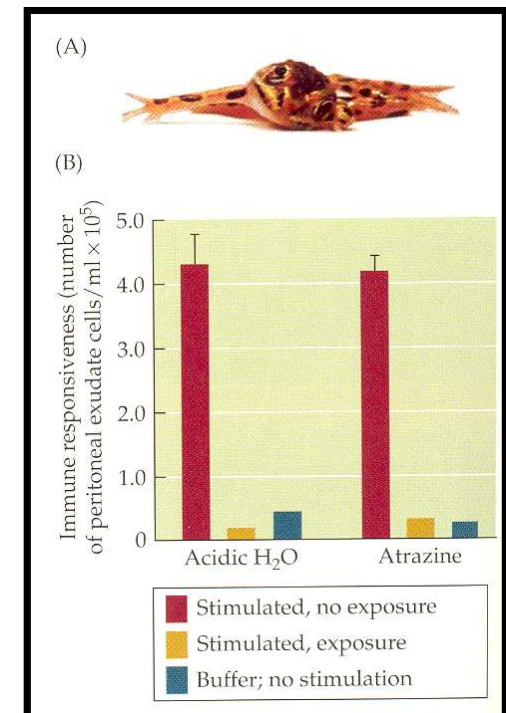 (A)
(B)
Immune responsiveness (number
of peritoneal exudate cells/ml × 10⁵)
5.0
4.0
3.0
2.0
1.0
0
Acidic H₂O Atrazine
Stimulated, no exposure
Stimulated, exposure
Buffer; no stimulation